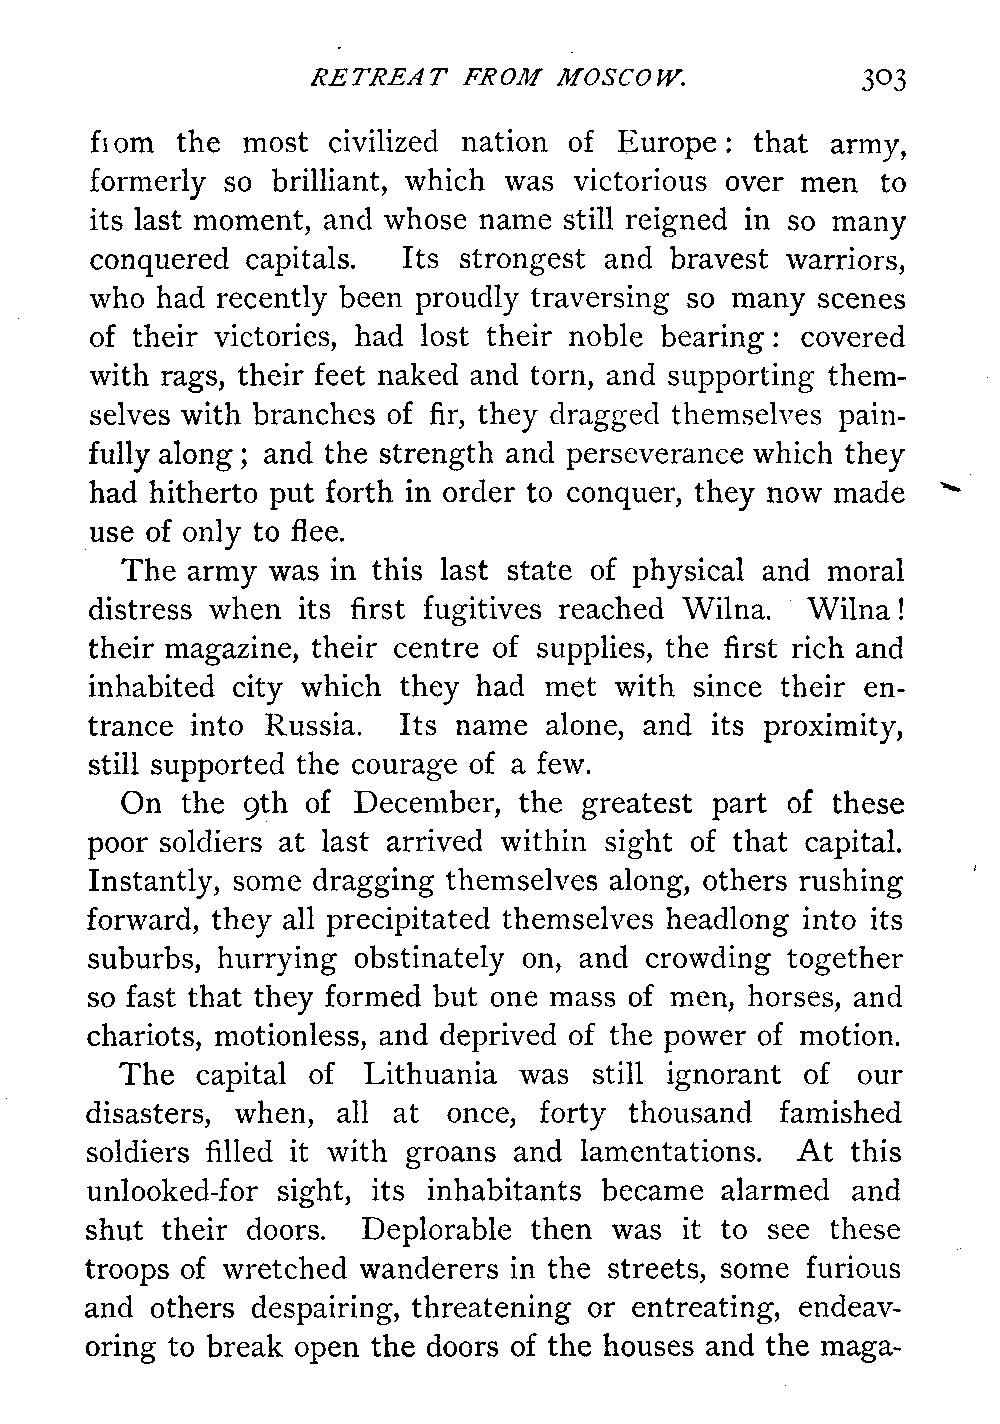 RETREAT FROM MOSCOW. 303
from the most civilized nation of Europe: that army,
formerly so brilliant, which was victorious over men to
its last moment, and whose name still reigned in so many
conquered capitals. Its strongest and bravest warriors,
who had recently been proudly traversing so many scenes
of their victories, had lost their noble bearing: covered
with rags, their feet naked and torn, and supporting them-
selves with branches of fir, they dragged themselves pain-
fully along; and the strength and perseverance which they
had hitherto put forth in order to conquer, they now made
use of only to flee.
The army was in this last state of physical and moral
distress when its first fugitives reached Wilna. Wilna!
their magazine, their centre of supplies, the first rich and
inhabited city which they had met with since their en-
trance into Russia. Its name alone, and its proximity,
still supported the courage of a few.
On the 9th of December, the greatest part of these
poor soldiers at last arrived within sight of that capital.
Instantly, some dragging themselves along, others rushing
forward, they all precipitated themselves headlong into its
suburbs, hurrying obstinately on, and crowding together
so fast that they formed but one mass of men, horses, and
chariots, motionless, and deprived of the power of motion.
The capital of Lithuania was still ignorant of our
disasters, when, all at once, forty thousand famished
soldiers filled it with groans and lamentations. At this
unlooked-for sight, its inhabitants became alarmed and
shut their doors. Deplorable then was it to see these
troops of wretched wanderers in the streets, some furious
and others despairing, threatening or entreating, endeav-
oring to break open the doors of the houses and the maga-